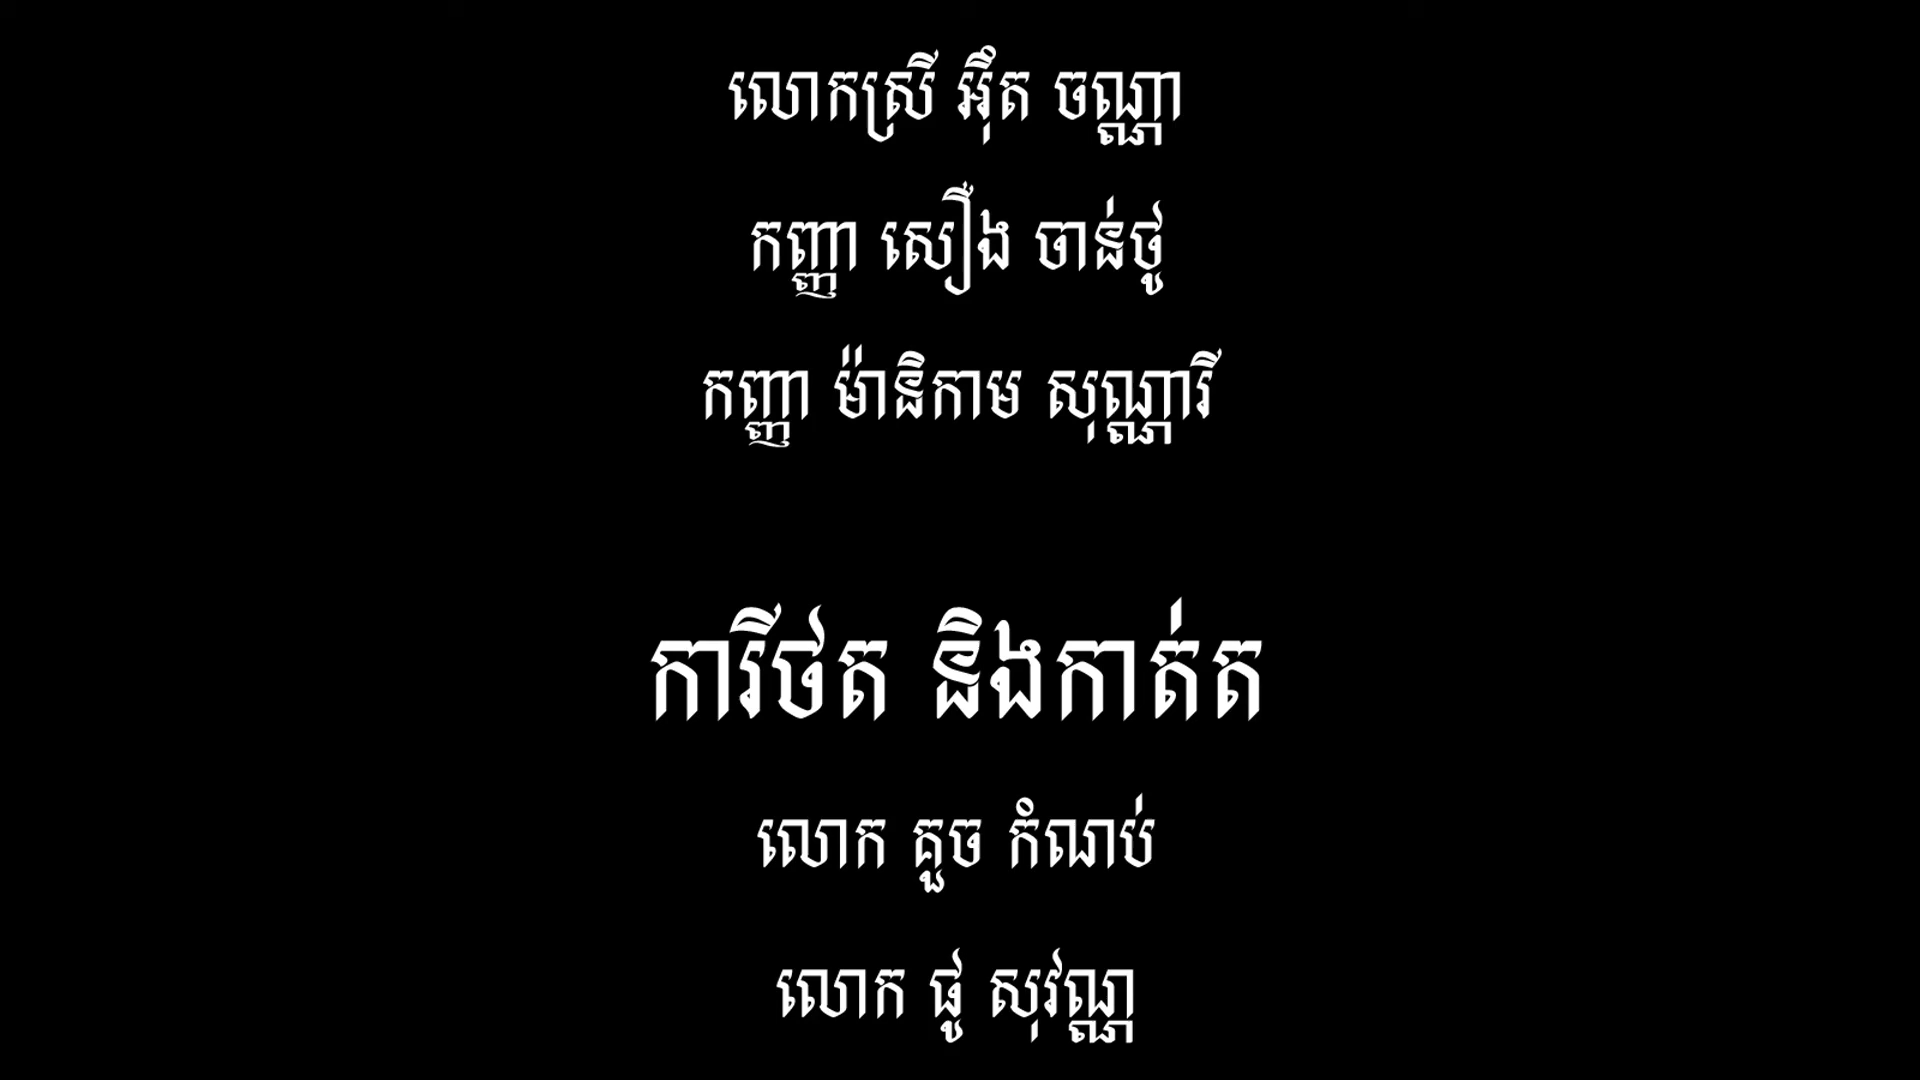 លោកស្រី អ៊ឹត ចណ្ណា
កញ្ញា សឿង ចាន់ថូ
កញ្ញា ម៉ានិកាម សុណ្ណារី
ការីថត និងកាត់ត
លោក គួច កំណប់
លោក ផូ សុវណ្ណ